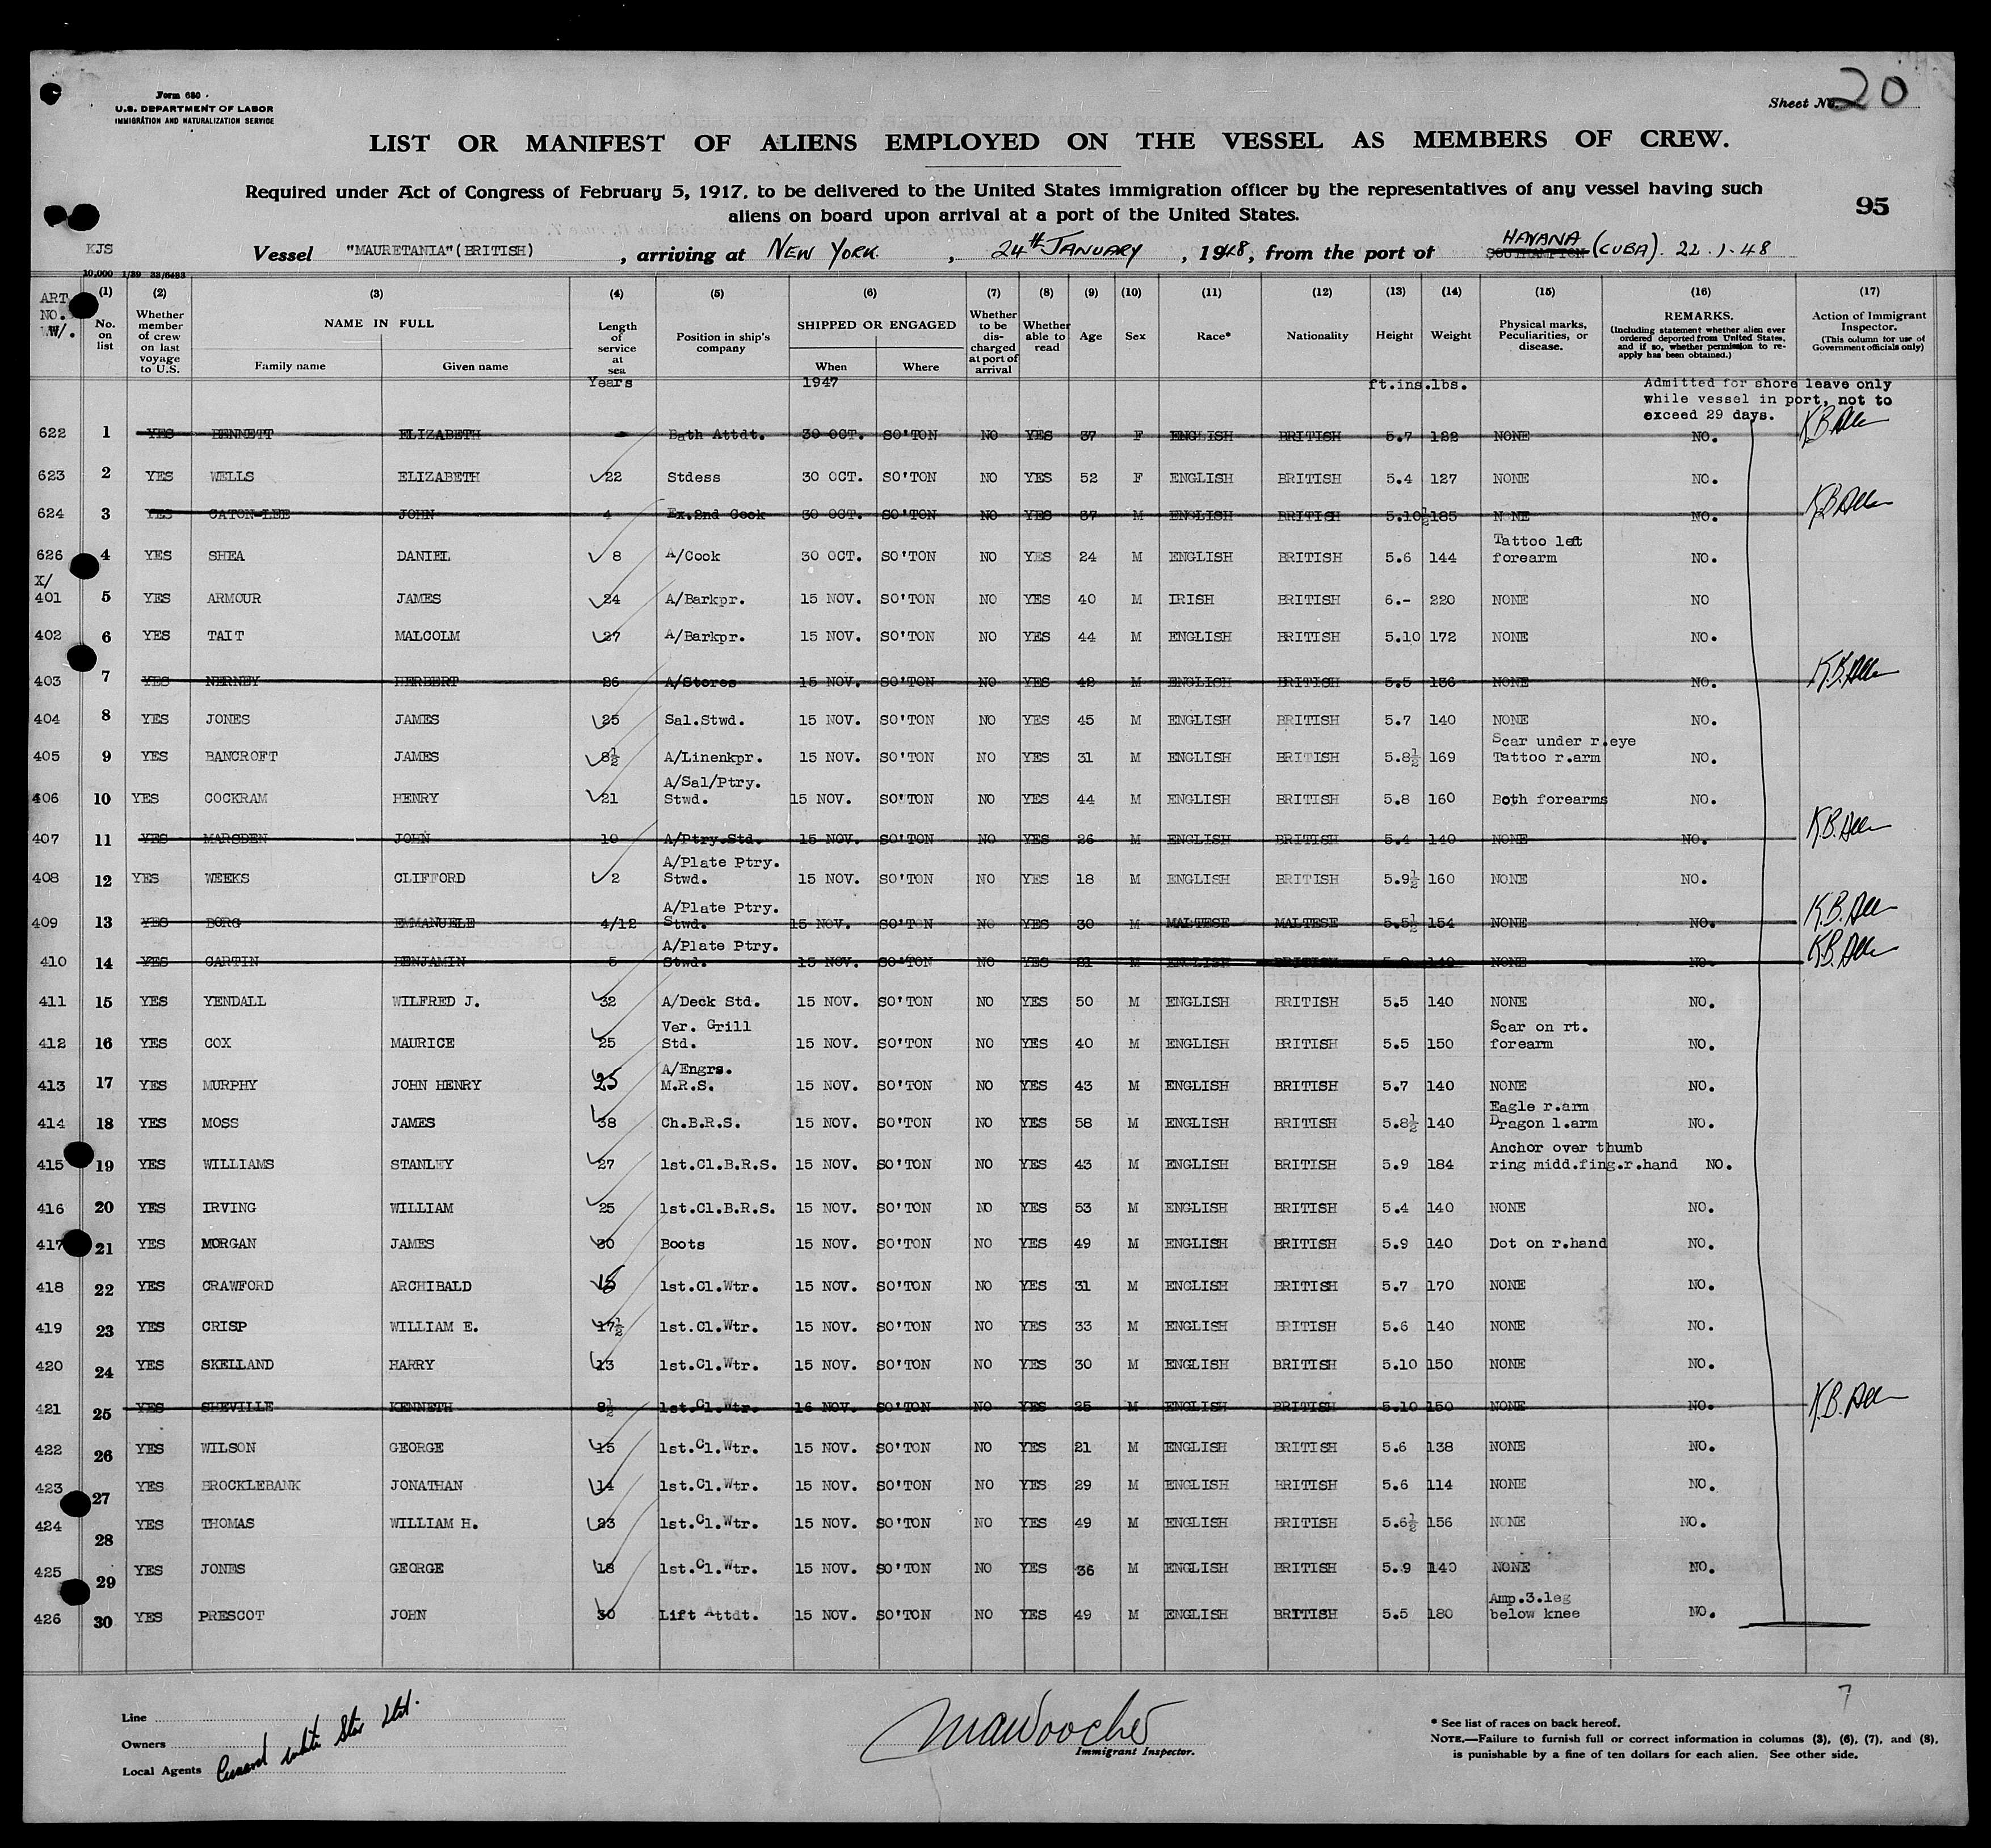 Form 680
U.S. DEPARTMENT OF LABOR
IMMIGRATION AND NATURALIZATION SERVICE
Sheet No. 20
LIST OR MANIFEST OF ALIENS EMPLOYED ON THE VESSEL AS MEMBERS OF CREW.
Required under Act of Congress of February 5, 1917, to be delivered to the United States immigration officer by the representatives of any vessel having such
aliens on board upon arrival at a port of the United States.
95
KJS
Vessel "MAURETANIA" (BRITISH), arriving at NEW YORK, 24th JANUARY, 1948, from the port of SOUTHAMPTON HAVANA (CUBA). 22.1.48
10,000 1/39
ART. NO. W/.
(1) No. on list
(2) Whether member of crew on last voyage to U.S.
(3) NAME IN FULL Family name Given name
(4) Length of service at sea
(5) Position in ship's company
(6) SHIPPED OR ENGAGED When Where
(7) Whether to be discharged at port of arrival
(8) Whether able to read
(9) Age
(10) Sex
(11) Race*
(12) Nationality
(13) Height
(14) Weight
(15) Physical marks, Peculiarities, or disease.
(16) REMARKS. (Including statement whether alien ever ordered deported from United States, and if so, whether permission to re-apply has been obtained.)
(17) Action of Immigrant Inspector. (This column for use of Government officials only)
Years 1947 ft.ins. lbs.
Admitted for shore leave only
while vessel in port, not to
exceed 29 days.
622 1 YES BENNETT ELIZABETH - Bath Attdt. 30 OCT. SO'TON NO YES 37 F ENGLISH BRITISH 5.7 122 NONE NO.
623 2 YES WELLS ELIZABETH 22 Stdess 30 OCT. SO'TON NO YES 52 F ENGLISH BRITISH 5.4 127 NONE NO.
624 3 YES CATON-LEE JOHN 4 Ex.2nd Cook 30 OCT. SO'TON NO YES 37 M ENGLISH BRITISH 5.10½ 185 NONE NO.
626 4 YES SHEA DANIEL 8 A/Cook 30 OCT. SO'TON NO YES 24 M ENGLISH BRITISH 5.6 144 Tattoo left forearm NO.
X/
401 5 YES ARMOUR JAMES 24 A/Barkpr. 15 NOV. SO'TON NO YES 40 M IRISH BRITISH 6.- 220 NONE NO
402 6 YES TAIT MALCOLM 27 A/Barkpr. 15 NOV. SO'TON NO YES 44 M ENGLISH BRITISH 5.10 172 NONE NO.
403 7 YES NERNEY HERBERT 26 A/Stores 15 NOV. SO'TON NO YES 42 M ENGLISH BRITISH 5.5 136 NONE NO.
404 8 YES JONES JAMES 25 Sal.Stwd. 15 NOV. SO'TON NO YES 45 M ENGLISH BRITISH 5.7 140 NONE NO.
405 9 YES BANCROFT JAMES 8½ A/Linenkpr. 15 NOV. SO'TON NO YES 31 M ENGLISH BRITISH 5.8½ 169 Scar under r.eye Tattoo r.arm NO.
406 10 YES COCKRAM HENRY 21 A/Sal/Ptry. Stwd. 15 NOV. SO'TON NO YES 44 M ENGLISH BRITISH 5.8 160 Both forearms NO.
407 11 YES MARSDEN JOHN 10 A/Ptry.Std. 15 NOV. SO'TON NO YES 26 M ENGLISH BRITISH 5.4 140 NONE NO.
408 12 YES WEEKS CLIFFORD 2 A/Plate Ptry. Stwd. 15 NOV. SO'TON NO YES 18 M ENGLISH BRITISH 5.9½ 160 NONE NO.
409 13 YES BORG EMMANUELE 4/12 A/Plate Ptry. Stwd. 15 NOV. SO'TON NO YES 30 M MALTESE MALTESE 5.5½ 154 NONE NO.
410 14 YES CARTIN BENJAMIN 5 A/Plate Ptry. Stwd. 15 NOV. SO'TON NO YES 21 M ENGLISH BRITISH NONE NO.
411 15 YES YENDALL WILFRED J. 32 A/Deck Std. 15 NOV. SO'TON NO YES 50 M ENGLISH BRITISH 5.5 140 NONE NO.
412 16 YES COX MAURICE 25 Ver. Grill Std. 15 NOV. SO'TON NO YES 40 M ENGLISH BRITISH 5.5 150 Scar on rt. forearm NO.
413 17 YES MURPHY JOHN HENRY 25 A/Engrs. M.R.S. 15 NOV. SO'TON NO YES 43 M ENGLISH BRITISH 5.7 140 NONE NO.
414 18 YES MOSS JAMES 38 Ch.B.R.S. 15 NOV. SO'TON NO YES 58 M ENGLISH BRITISH 5.8½ 140 Eagle r.arm Dragon l.arm NO.
415 19 YES WILLIAMS STANLEY 27 1st.Cl.B.R.S. 15 NOV. SO'TON NO YES 43 M ENGLISH BRITISH 5.9 184 Anchor over thumb ring midd.fing.r.hand NO.
416 20 YES IRVING WILLIAM 25 1st.Cl.B.R.S. 15 NOV. SO'TON NO YES 53 M ENGLISH BRITISH 5.4 140 NONE NO.
417 21 YES MORGAN JAMES 30 Boots 15 NOV. SO'TON NO YES 49 M ENGLISH BRITISH 5.9 140 Dot on r.hand NO.
418 22 YES CRAWFORD ARCHIBALD 15 1st.Cl.Wtr. 15 NOV. SO'TON NO YES 31 M ENGLISH BRITISH 5.7 170 NONE NO.
419 23 YES CRISP WILLIAM E. 17½ 1st.Cl.Wtr. 15 NOV. SO'TON NO YES 33 M ENGLISH BRITISH 5.6 140 NONE NO.
420 24 YES SKELLAND HARRY 13 1st.Cl.Wtr. 15 NOV. SO'TON NO YES 30 M ENGLISH BRITISH 5.10 150 NONE NO.
421 25 YES SHEVILLE KENNETH 8½ 1st.Cl.Wtr. 16 NOV. SO'TON NO YES 25 M ENGLISH BRITISH 5.10 150 NONE NO.
422 26 YES WILSON GEORGE 15 1st.Cl.Wtr. 15 NOV. SO'TON NO YES 21 M ENGLISH BRITISH 5.6 138 NONE NO.
423 27 YES BROCKLEBANK JONATHAN 14 1st.Cl.Wtr. 15 NOV. SO'TON NO YES 29 M ENGLISH BRITISH 5.6 114 NONE NO.
424 28 YES THOMAS WILLIAM H. 23 1st.Cl.Wtr. 15 NOV. SO'TON NO YES 49 M ENGLISH BRITISH 5.6½ 156 NONE NO.
425 29 YES JONES GEORGE 18 1st.Cl.Wtr. 15 NOV. SO'TON NO YES 36 M ENGLISH BRITISH 5.9 140 NONE NO.
426 30 YES PRESCOT JOHN 30 Lift Attdt. 15 NOV. SO'TON NO YES 49 M ENGLISH BRITISH 5.5 180 Amp.3.leg below knee NO.
7
Line
Owners
Local Agents Cunard White Star Ltd.
Immigrant Inspector.
* See list of races on back hereof.
NOTE.—Failure to furnish full or correct information in columns (3), (6), (7), and (8),
is punishable by a fine of ten dollars for each alien. See other side.